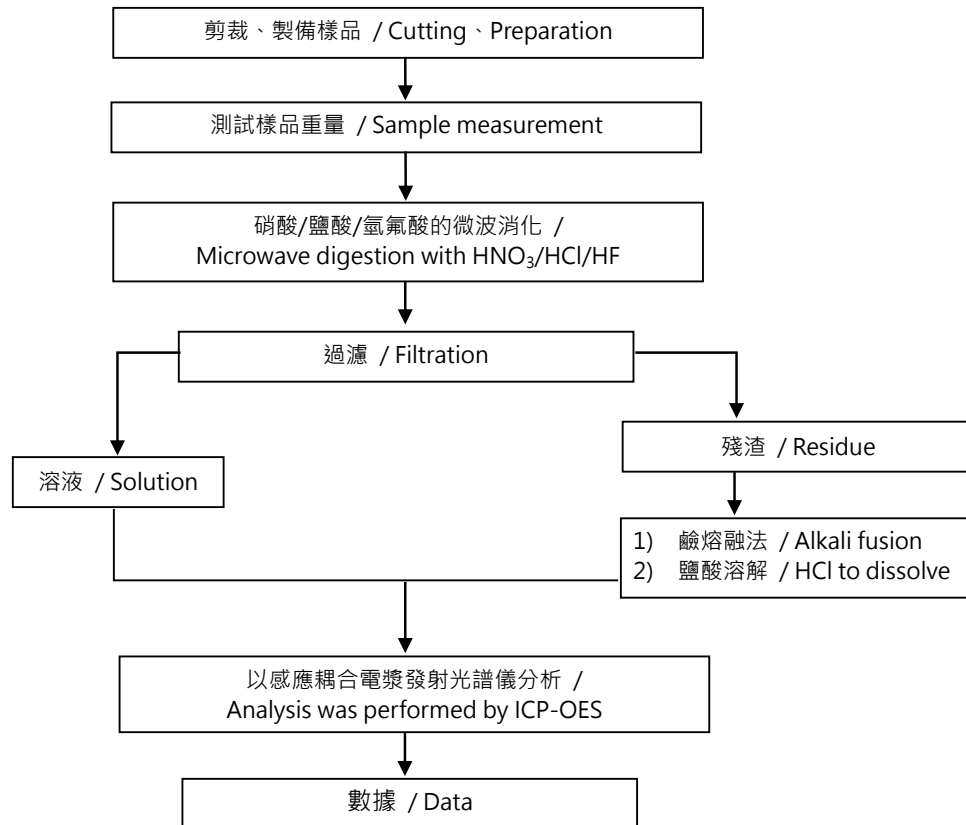 剪裁、製備樣品 / Cutting、Preparation
測試樣品重量 / Sample measurement
硝酸/鹽酸/氫氟酸的微波消化 /
Microwave digestion with HNO₃/HCl/HF
過濾 / Filtration
溶液 / Solution
殘渣 / Residue
1) 鹼熔融法 / Alkali fusion
2) 鹽酸溶解 / HCl to dissolve
以感應耦合電漿發射光譜儀分析 /
Analysis was performed by ICP-OES
數據 / Data